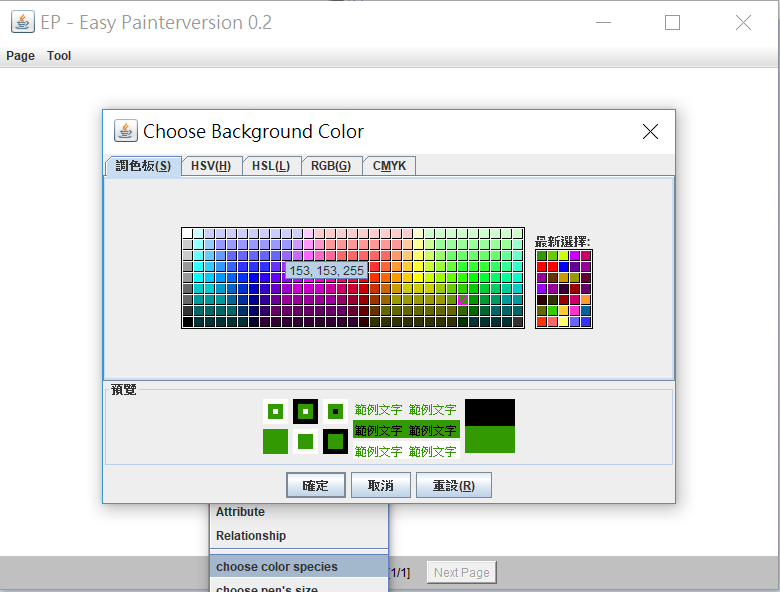 EP - Easy Painterversion 0.2
Page Tool
Choose Background Color
調色板(S) HSV(H) HSL(L) RGB(G) CMYK
最新選擇:
153, 153, 255
預覽
範例文字 範例文字
範例文字 範例文字
範例文字 範例文字
確定 取消 重設(R)
Attribute
Relationship
choose color species
[1/1] Next Page
choose pen's size